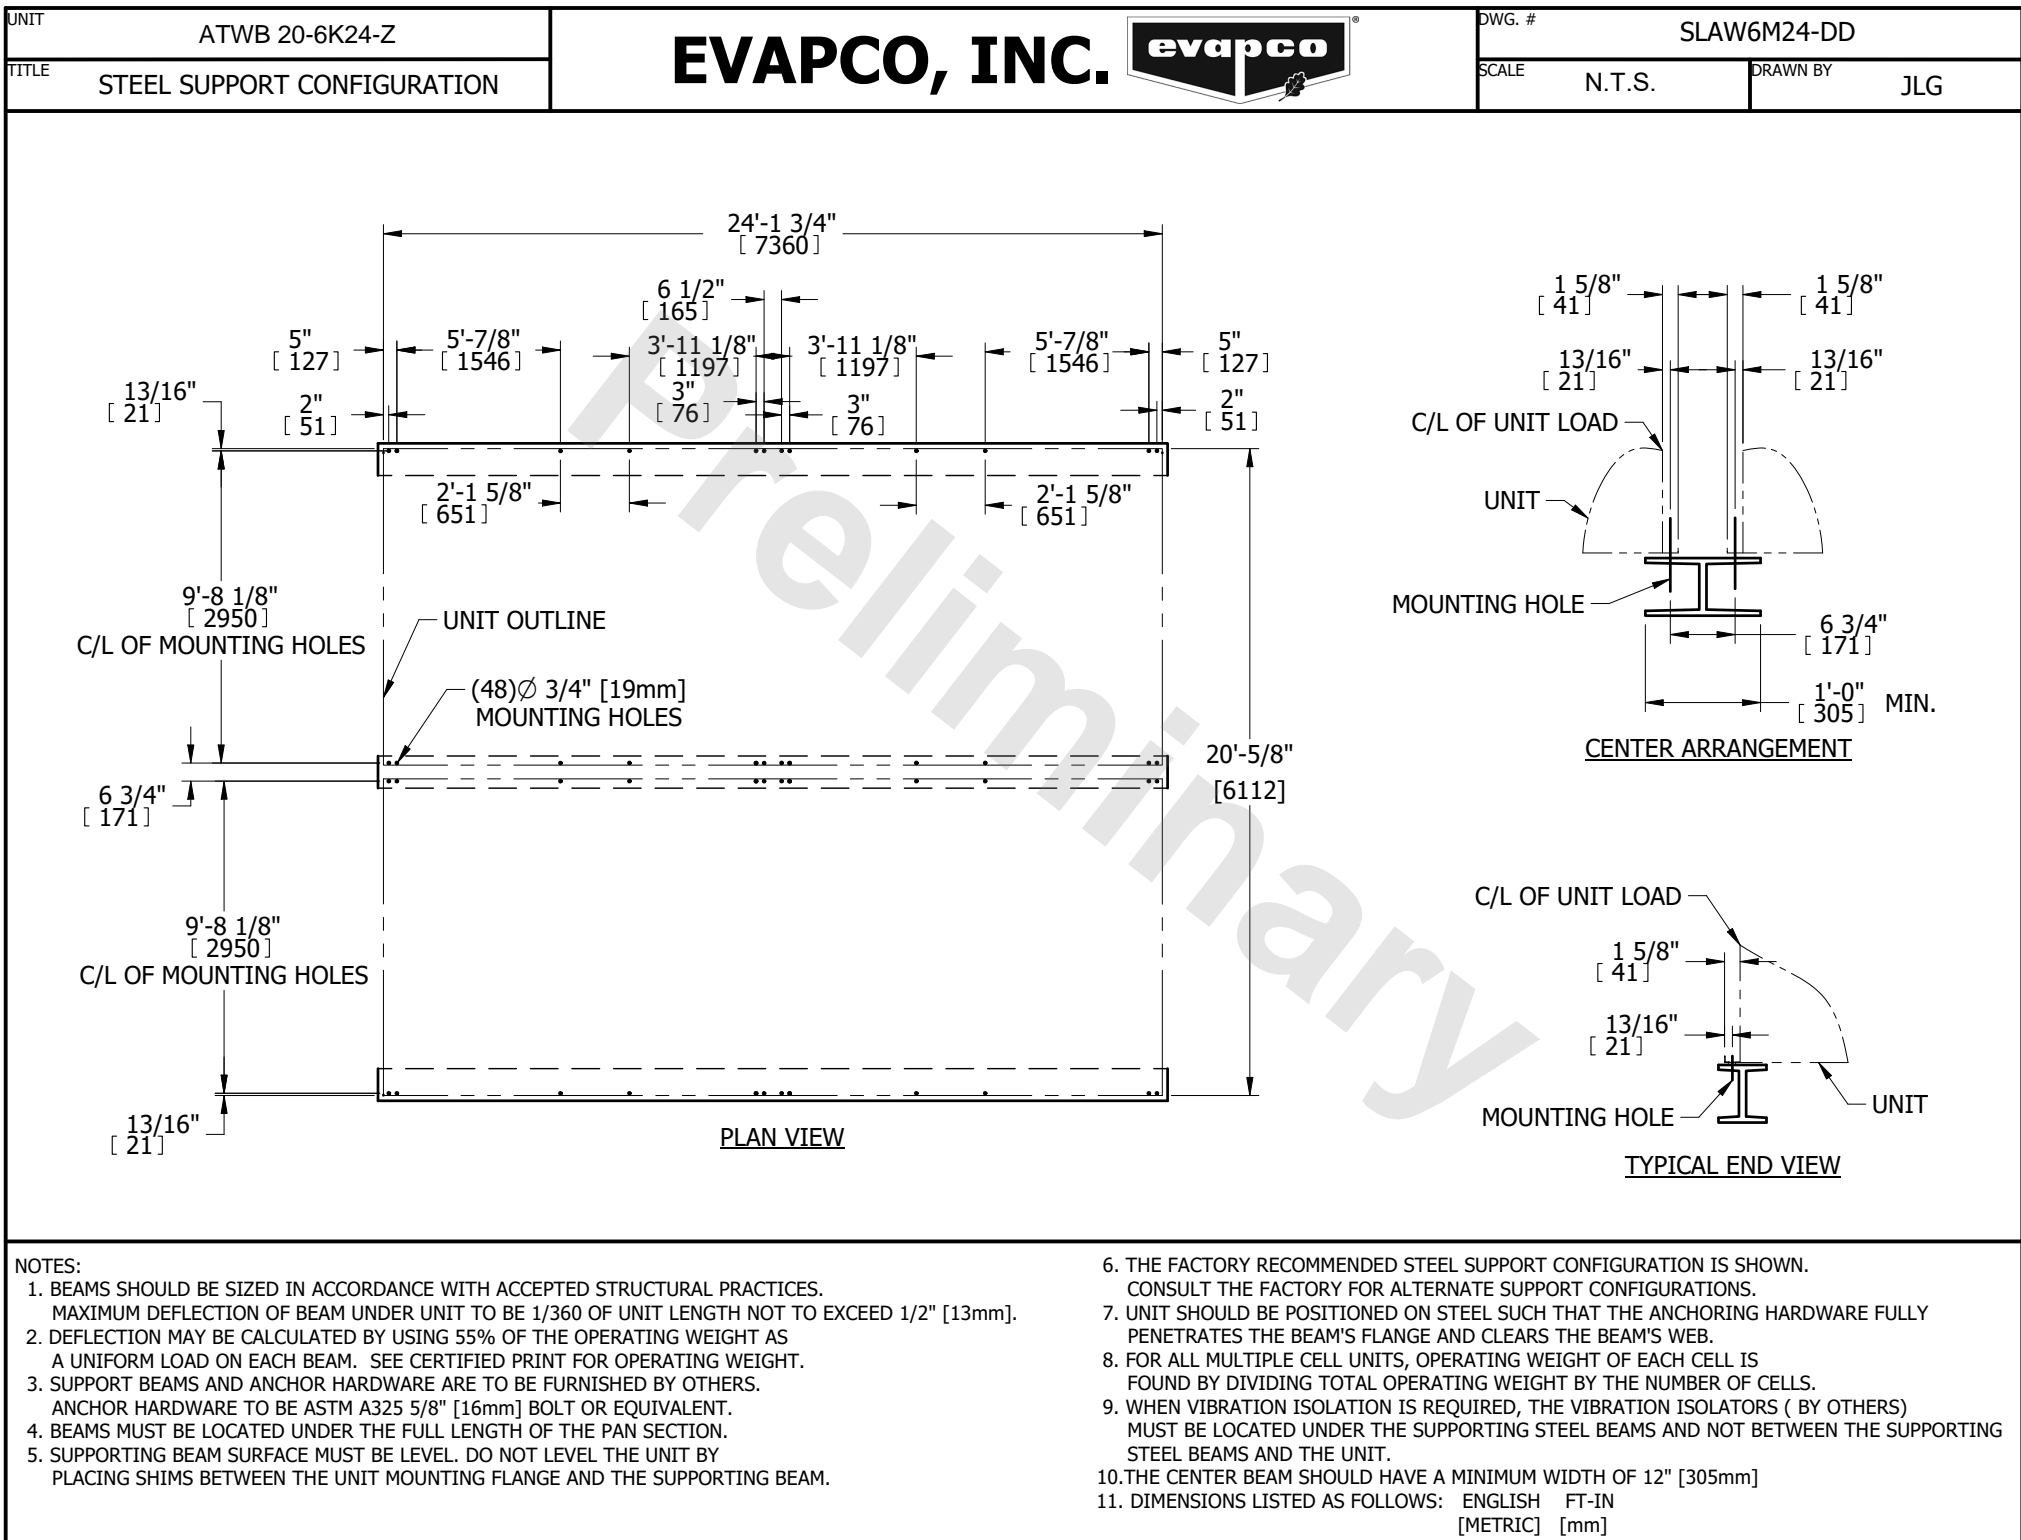 UNIT
ATWB 20-6K24-Z
TITLE
STEEL SUPPORT CONFIGURATION
EVAPCO, INC.
evapco
®
DWG. #
SLAW6M24-DD
SCALE
N.T.S.
DRAWN BY
JLG
24'-1 3/4"
[ 7360]
6 1/2"
[ 165]
5"
[ 127]
5'-7/8"
[ 1546]
3'-11 1/8"
[ 1197]
3'-11 1/8"
[ 1197]
5'-7/8"
[ 1546]
5"
[ 127]
13/16"
[ 21]
2"
[ 51]
3"
[ 76]
3"
[ 76]
2"
[ 51]
2'-1 5/8"
[ 651]
2'-1 5/8"
[ 651]
9'-8 1/8"
[ 2950]
C/L OF MOUNTING HOLES
UNIT OUTLINE
(48)Ø 3/4" [19mm]
MOUNTING HOLES
6 3/4"
[ 171]
20'-5/8"
[6112]
9'-8 1/8"
[ 2950]
C/L OF MOUNTING HOLES
13/16"
[ 21]
PLAN VIEW
Preliminary
1 5/8"
[ 41]
1 5/8"
[ 41]
13/16"
[ 21]
13/16"
[ 21]
C/L OF UNIT LOAD
UNIT
MOUNTING HOLE
6 3/4"
[ 171]
1'-0"
[ 305] MIN.
CENTER ARRANGEMENT
C/L OF UNIT LOAD
1 5/8"
[ 41]
13/16"
[ 21]
MOUNTING HOLE
UNIT
TYPICAL END VIEW
NOTES:
1. BEAMS SHOULD BE SIZED IN ACCORDANCE WITH ACCEPTED STRUCTURAL PRACTICES.
MAXIMUM DEFLECTION OF BEAM UNDER UNIT TO BE 1/360 OF UNIT LENGTH NOT TO EXCEED 1/2" [13mm].
2. DEFLECTION MAY BE CALCULATED BY USING 55% OF THE OPERATING WEIGHT AS
A UNIFORM LOAD ON EACH BEAM. SEE CERTIFIED PRINT FOR OPERATING WEIGHT.
3. SUPPORT BEAMS AND ANCHOR HARDWARE ARE TO BE FURNISHED BY OTHERS.
ANCHOR HARDWARE TO BE ASTM A325 5/8" [16mm] BOLT OR EQUIVALENT.
4. BEAMS MUST BE LOCATED UNDER THE FULL LENGTH OF THE PAN SECTION.
5. SUPPORTING BEAM SURFACE MUST BE LEVEL. DO NOT LEVEL THE UNIT BY
PLACING SHIMS BETWEEN THE UNIT MOUNTING FLANGE AND THE SUPPORTING BEAM.
6. THE FACTORY RECOMMENDED STEEL SUPPORT CONFIGURATION IS SHOWN.
CONSULT THE FACTORY FOR ALTERNATE SUPPORT CONFIGURATIONS.
7. UNIT SHOULD BE POSITIONED ON STEEL SUCH THAT THE ANCHORING HARDWARE FULLY
PENETRATES THE BEAM'S FLANGE AND CLEARS THE BEAM'S WEB.
8. FOR ALL MULTIPLE CELL UNITS, OPERATING WEIGHT OF EACH CELL IS
FOUND BY DIVIDING TOTAL OPERATING WEIGHT BY THE NUMBER OF CELLS.
9. WHEN VIBRATION ISOLATION IS REQUIRED, THE VIBRATION ISOLATORS ( BY OTHERS)
MUST BE LOCATED UNDER THE SUPPORTING STEEL BEAMS AND NOT BETWEEN THE SUPPORTING
STEEL BEAMS AND THE UNIT.
10.THE CENTER BEAM SHOULD HAVE A MINIMUM WIDTH OF 12" [305mm]
11. DIMENSIONS LISTED AS FOLLOWS: ENGLISH FT-IN
[METRIC] [mm]